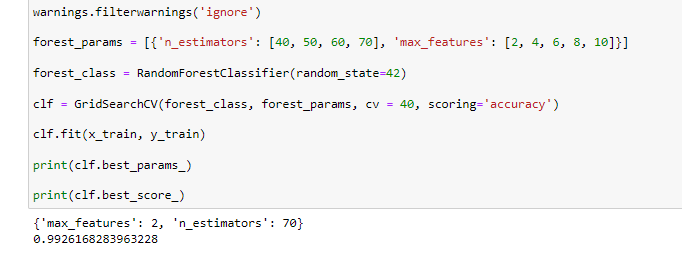 warnings.filterwarnings('ignore')
forest_params = [{'n_estimators': [40, 50, 60, 70], 'max_features': [2, 4, 6, 8, 10]}]
forest_class = RandomForestClassifier(random_state=42)
clf = GridSearchCV(forest_class, forest_params, cv = 40, scoring='accuracy')
clf.fit(x_train, y_train)
print(clf.best_params_)
print(clf.best_score_)
{'max_features': 2, 'n_estimators': 70}
0.9926168283963228